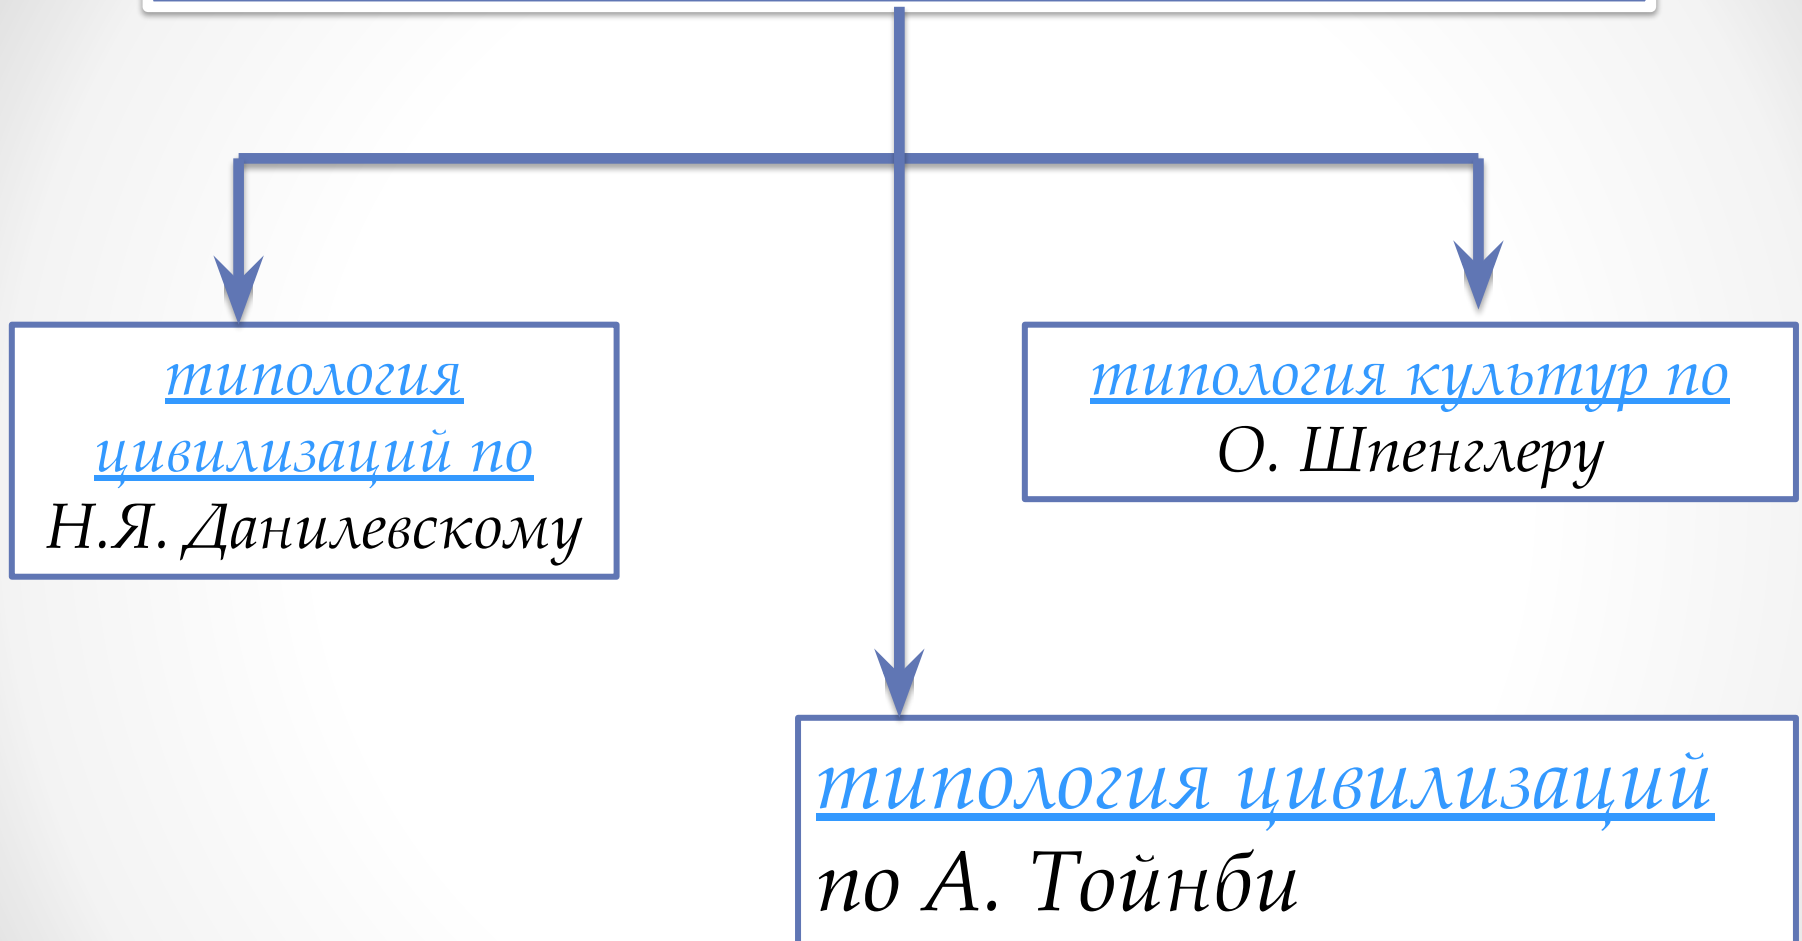 типология
цивилизаций по
Н.Я. Данилевскому
типология культур по
О. Шпенглеру
типология цивилизаций
по А. Тойнби